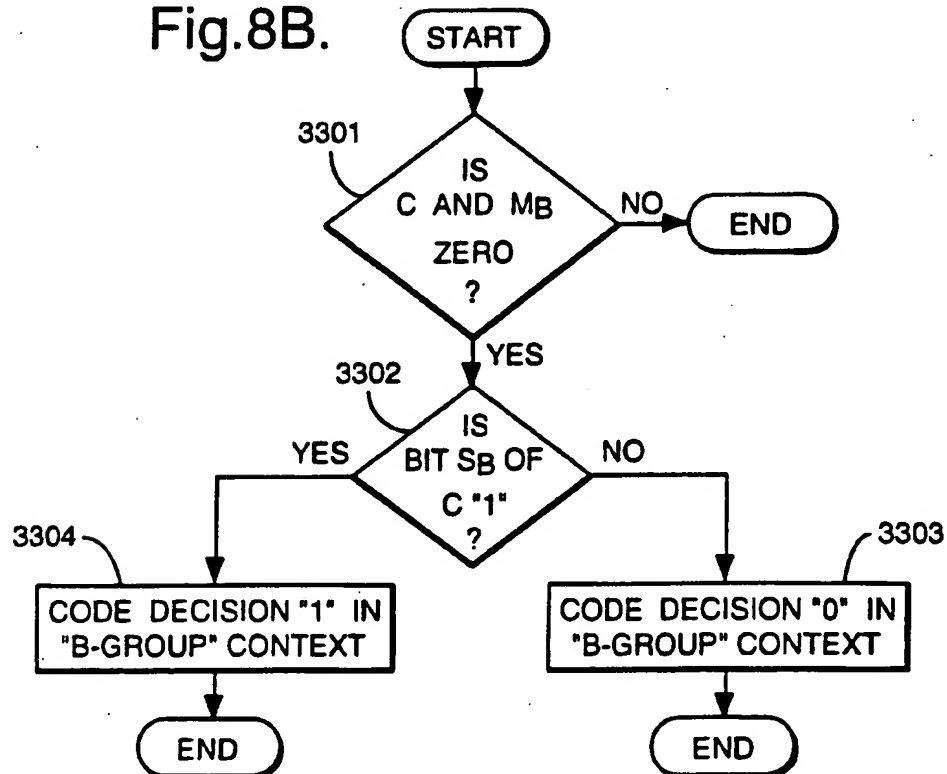 Fig.8B.
START
3301
IS
C AND MB
ZERO
?
NO
END
YES
3302
IS
BIT SB OF
C "1"
?
YES
NO
3304
3303
CODE DECISION "1" IN
"B-GROUP" CONTEXT
CODE DECISION "0" IN
"B-GROUP" CONTEXT
END
END